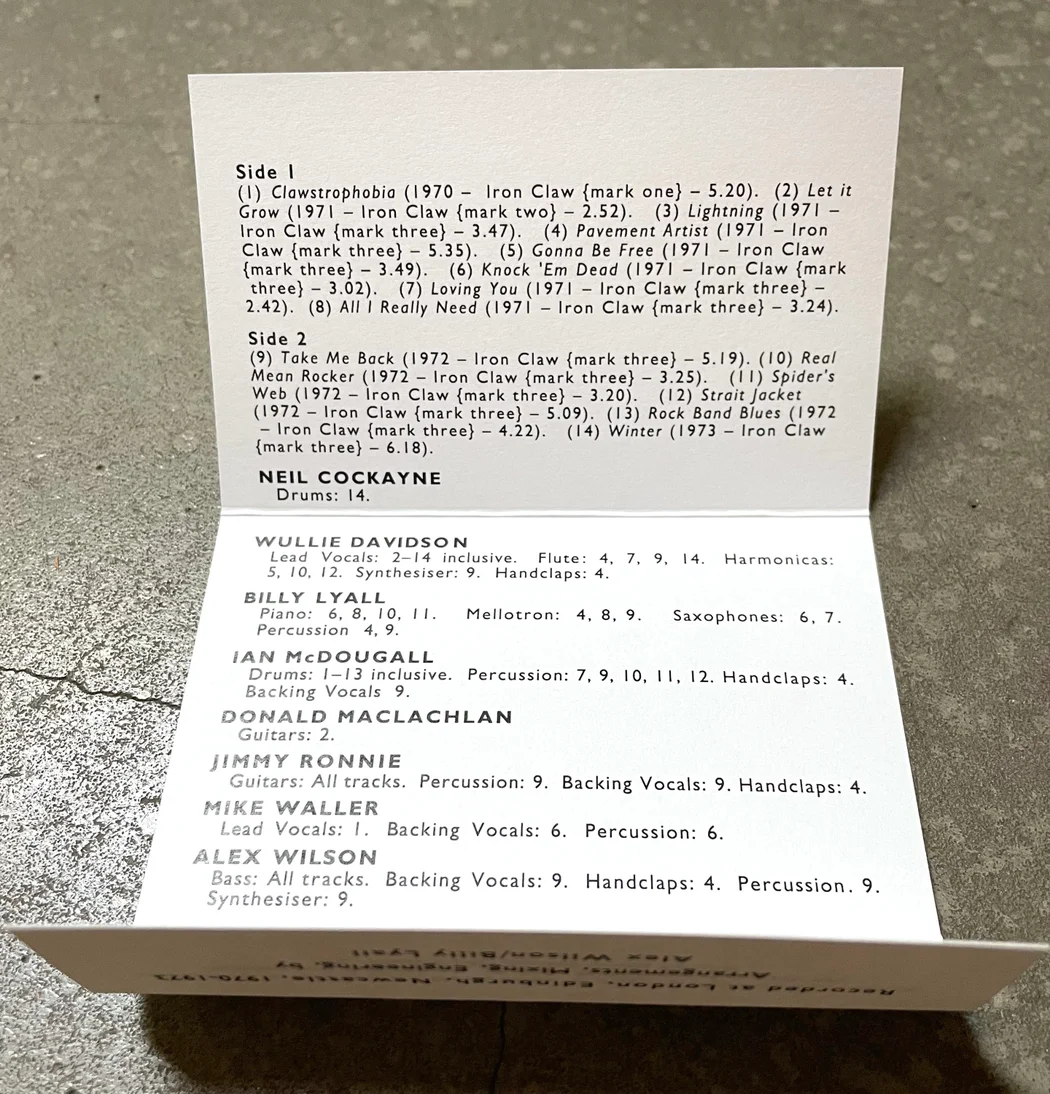 Side 1
(1) Clawstrophobia (1970 – Iron Claw {mark one} – 5.20). (2) Let it
Grow (1971 – Iron Claw {mark two} – 2.52). (3) Lightning (1971 –
Iron Claw {mark three} – 3.47). (4) Pavement Artist (1971 – Iron
Claw {mark three} – 5.35). (5) Gonna Be Free (1971 – Iron Claw
{mark three} – 3.49). (6) Knock 'Em Dead (1971 – Iron Claw {mark
three} – 3.02). (7) Loving You (1971 – Iron Claw {mark three} –
2.42). (8) All I Really Need (1971 – Iron Claw {mark three} – 3.24).
Side 2
(9) Take Me Back (1972 – Iron Claw {mark three} – 5.19). (10) Real
Mean Rocker (1972 – Iron Claw {mark three} – 3.25). (11) Spider's
Web (1972 – Iron Claw {mark three} – 3.20). (12) Strait Jacket
(1972 – Iron Claw {mark three} – 5.09). (13) Rock Band Blues (1972
– Iron Claw {mark three} – 4.22). (14) Winter (1973 – Iron Claw
{mark three} – 6.18).
NEIL COCKAYNE
Drums: 14.
WULLIE DAVIDSON
Lead Vocals: 2–14 inclusive. Flute: 4, 7, 9, 14. Harmonicas:
5, 10, 12. Synthesiser: 9. Handclaps: 4.
BILLY LYALL
Piano: 6, 8, 10, 11. Mellotron: 4, 8, 9. Saxophones: 6, 7.
Percussion 4, 9.
IAN McDOUGALL
Drums: 1–13 inclusive. Percussion: 7, 9, 10, 11, 12. Handclaps: 4.
Backing Vocals 9.
DONALD MACLACHLAN
Guitars: 2.
JIMMY RONNIE
Guitars: All tracks. Percussion: 9. Backing Vocals: 9. Handclaps: 4.
MIKE WALLER
Lead Vocals: 1. Backing Vocals: 6. Percussion: 6.
ALEX WILSON
Bass: All tracks. Backing Vocals: 9. Handclaps: 4. Percussion. 9.
Synthesiser: 9.
Recorded at London, Edinburgh, Newcastle, 1970-1973
Arrangements, Mixing, Engineering, by
Alex Wilson/Billy Lyall